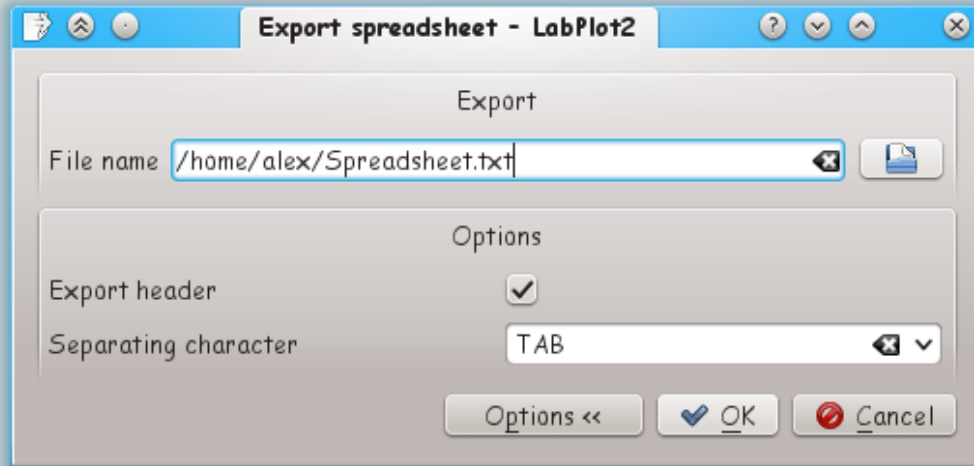 Export spreadsheet - LabPlot2
Export
File name /home/alex/Spreadsheet.txt
Options
Export header
Separating character TAB
Options << OK Cancel